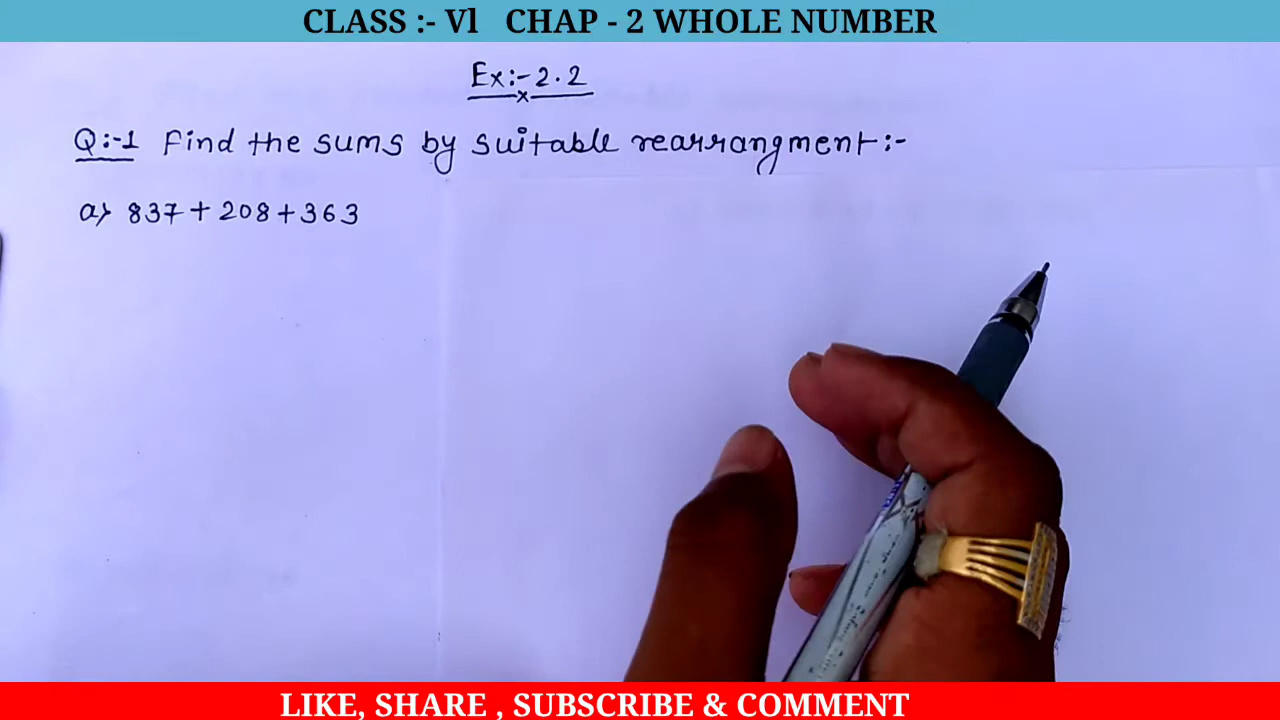 CLASS :- Vl CHAP - 2 WHOLE NUMBER
Ex:- 2.2
x
Q:-1 Find the sums by suitable rearrangment:-
a> 837 + 208 + 363
LIKE, SHARE , SUBSCRIBE & COMMENT